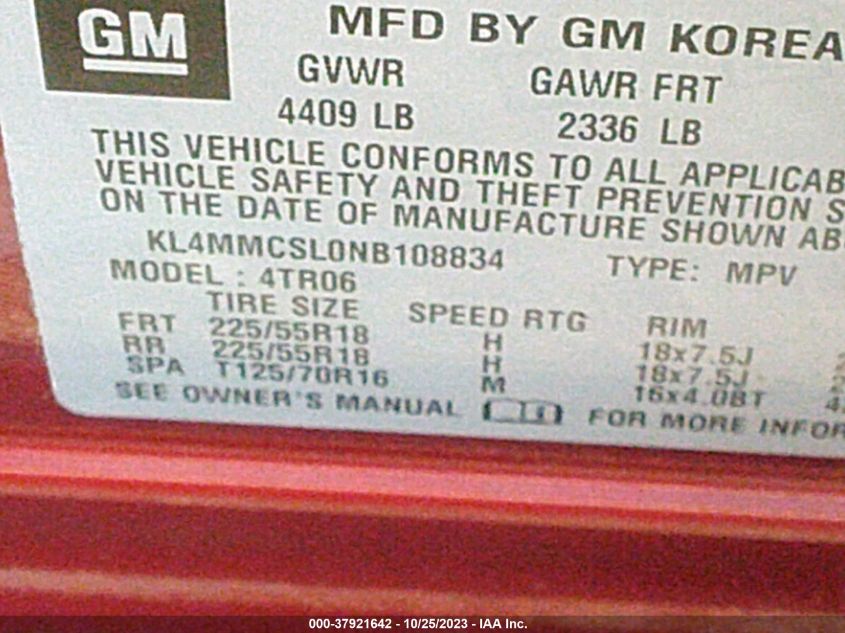 GM
MFD BY GM KOREA
GVWR GAWR FRT
4409 LB 2336 LB
THIS VEHICLE CONFORMS TO ALL APPLICAB
VEHICLE SAFETY AND THEFT PREVENTION S
ON THE DATE OF MANUFACTURE SHOWN AB
KL4MMCSL0NB108834 TYPE: MPV
MODEL : 4TR06
TIRE SIZE SPEED RTG RIM
FRT 225/55R18 H 18x7.5J
RR 225/55R18 H 18x7.5J
SPA T125/70R16 M 16x4.0BT
SEE OWNER'S MANUAL FOR MORE INFOR
000-37921642 - 10/25/2023 - IAA Inc.